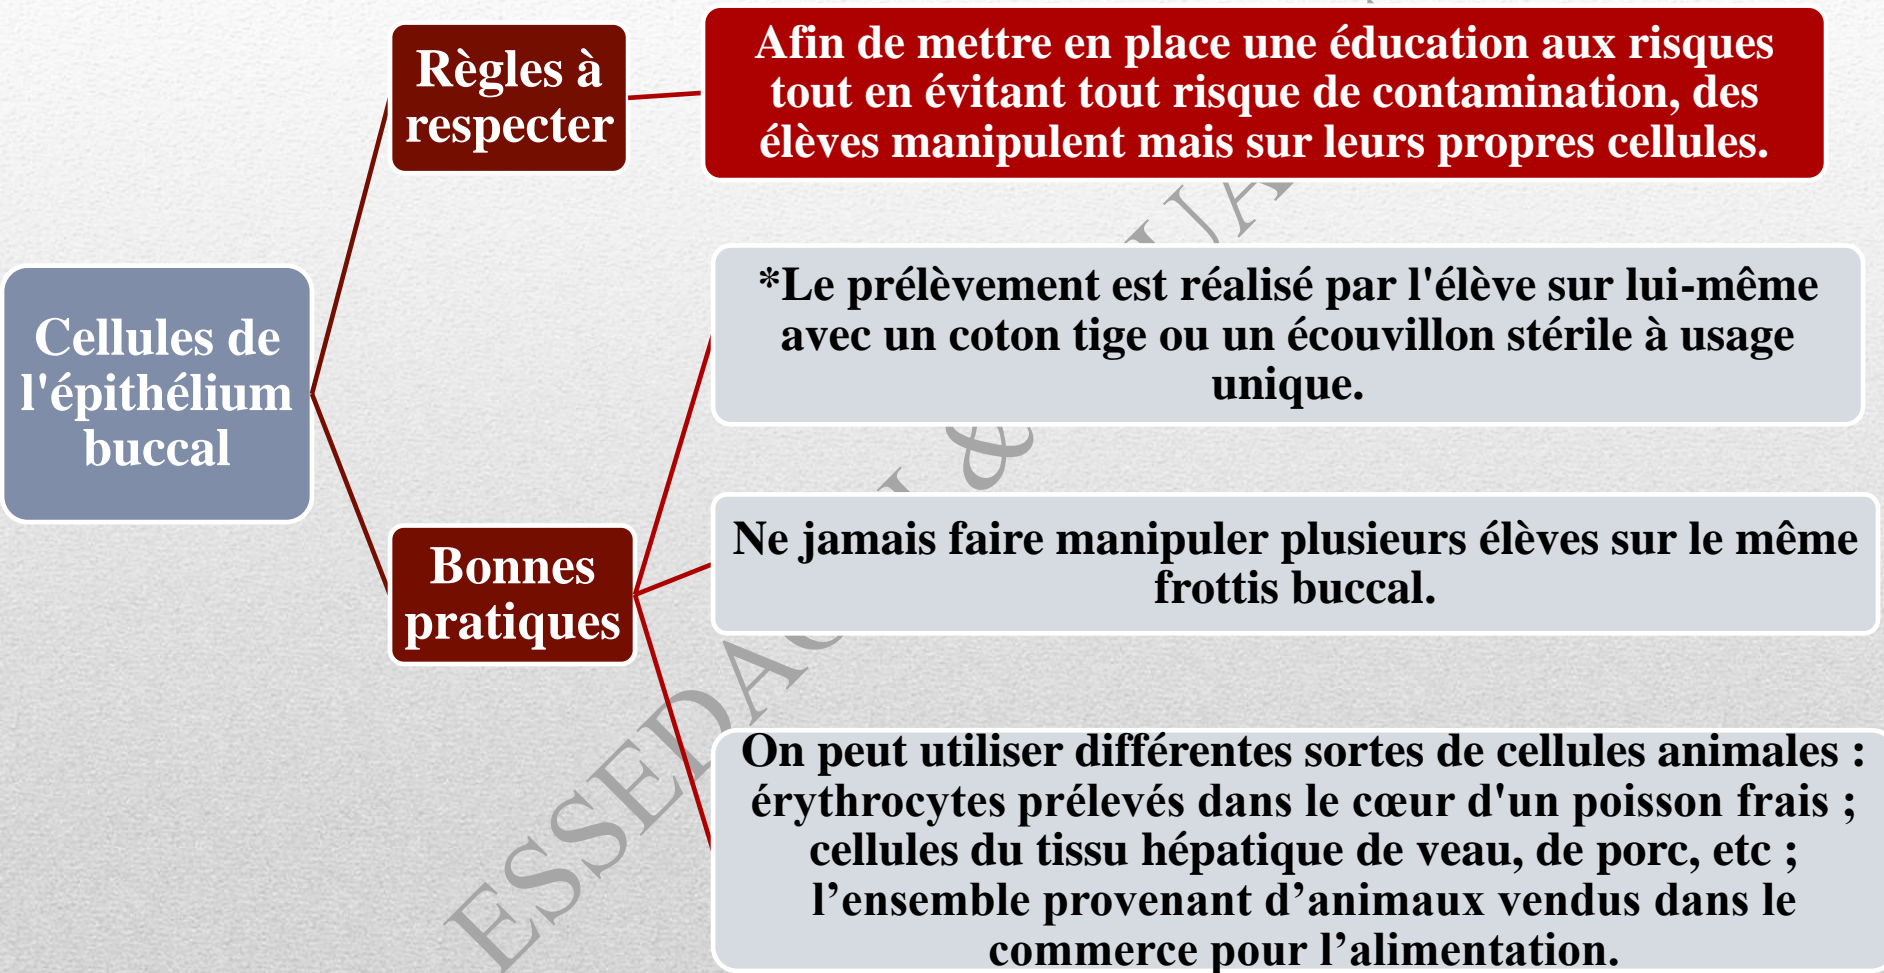 Règles à
respecter
Afin de mettre en place une éducation aux risques
tout en évitant tout risque de contamination, des
élèves manipulent mais sur leurs propres cellules.
Cellules de
l'épithélium
buccal
Bonnes
pratiques
*Le prélèvement est réalisé par l'élève sur lui-même
avec un coton tige ou un écouvillon stérile à usage
unique.
Ne jamais faire manipuler plusieurs élèves sur le même
frottis buccal.
On peut utiliser différentes sortes de cellules animales :
érythrocytes prélevés dans le cœur d'un poisson frais ;
cellules du tissu hépatique de veau, de porc, etc ;
l’ensemble provenant d’animaux vendus dans le
commerce pour l’alimentation.